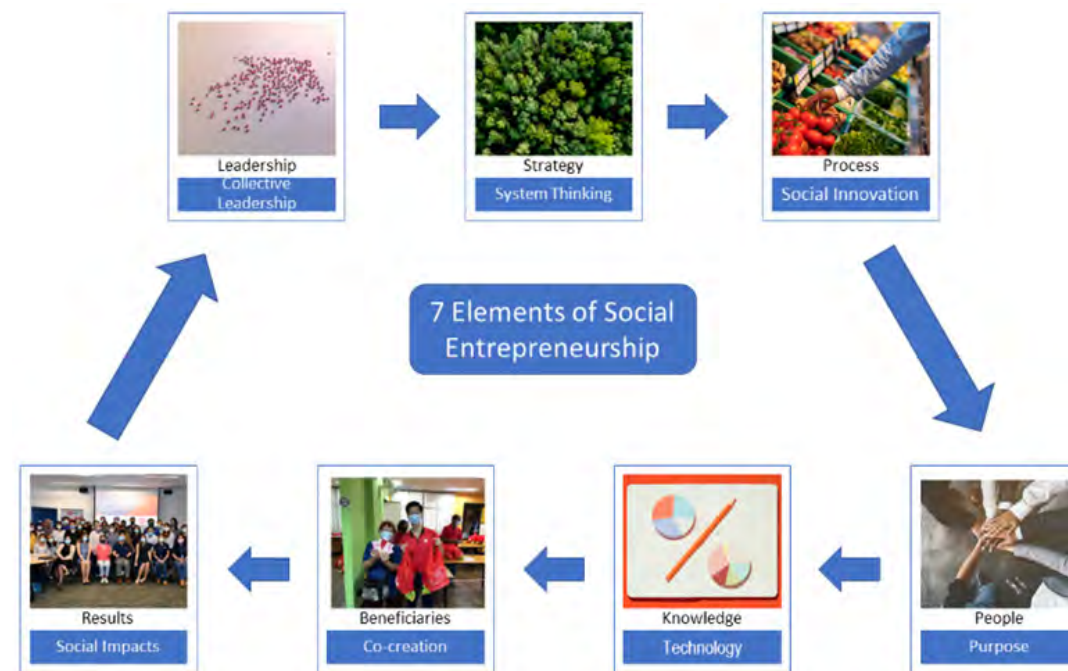 Leadership
Collective
Leadership
Strategy
System Thinking
Process
Social Innovation
7 Elements of Social
Entrepreneurship
Results
Social Impacts
Beneficiaries
Co-creation
Knowledge
Technology
People
Purpose